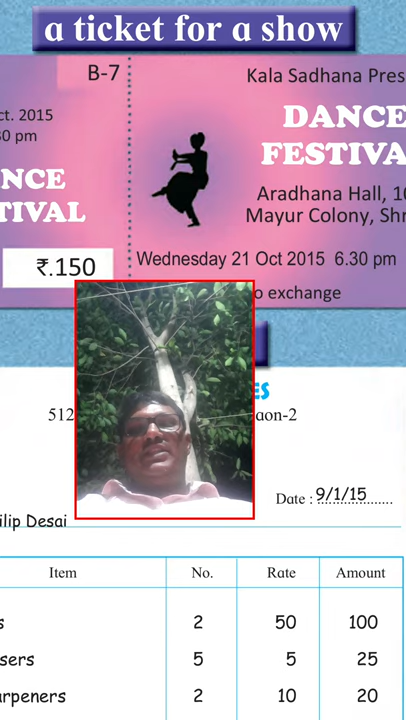 a ticket for a show
B-7
Kala Sadhana Pres
ct. 2015
30 pm
DANCE
FESTIVA
NCE
TIVAL
Aradhana Hall, 10
Mayur Colony, Shr
₹.150
Wednesday 21 Oct 2015 6.30 pm
o exchange
ES
512
aon-2
Date : 9/1/15
ilip Desai
Item No. Rate Amount
s 2 50 100
sers 5 5 25
arpeners 2 10 20